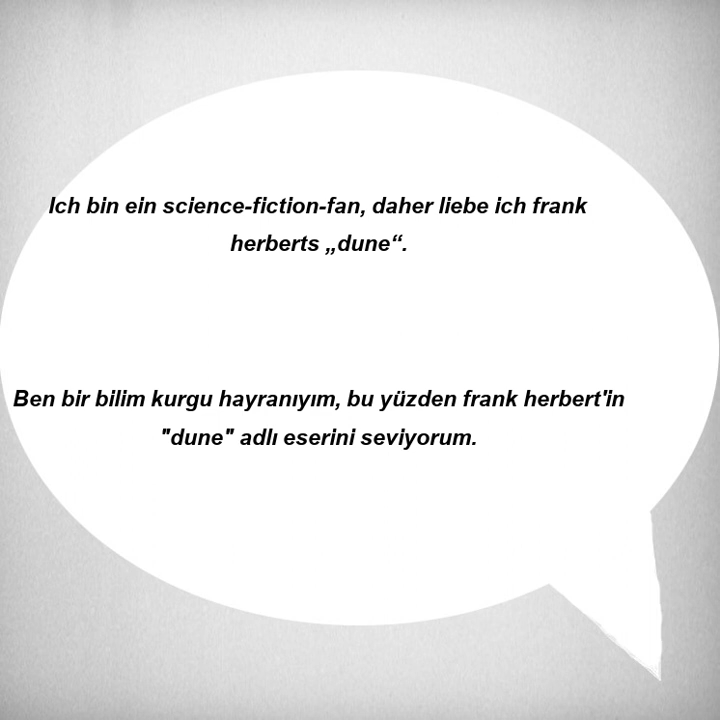 Ich bin ein science-fiction-fan, daher liebe ich frank
herberts „dune“.
Ben bir bilim kurgu hayranıyım, bu yüzden frank herbert'in
"dune" adlı eserini seviyorum.